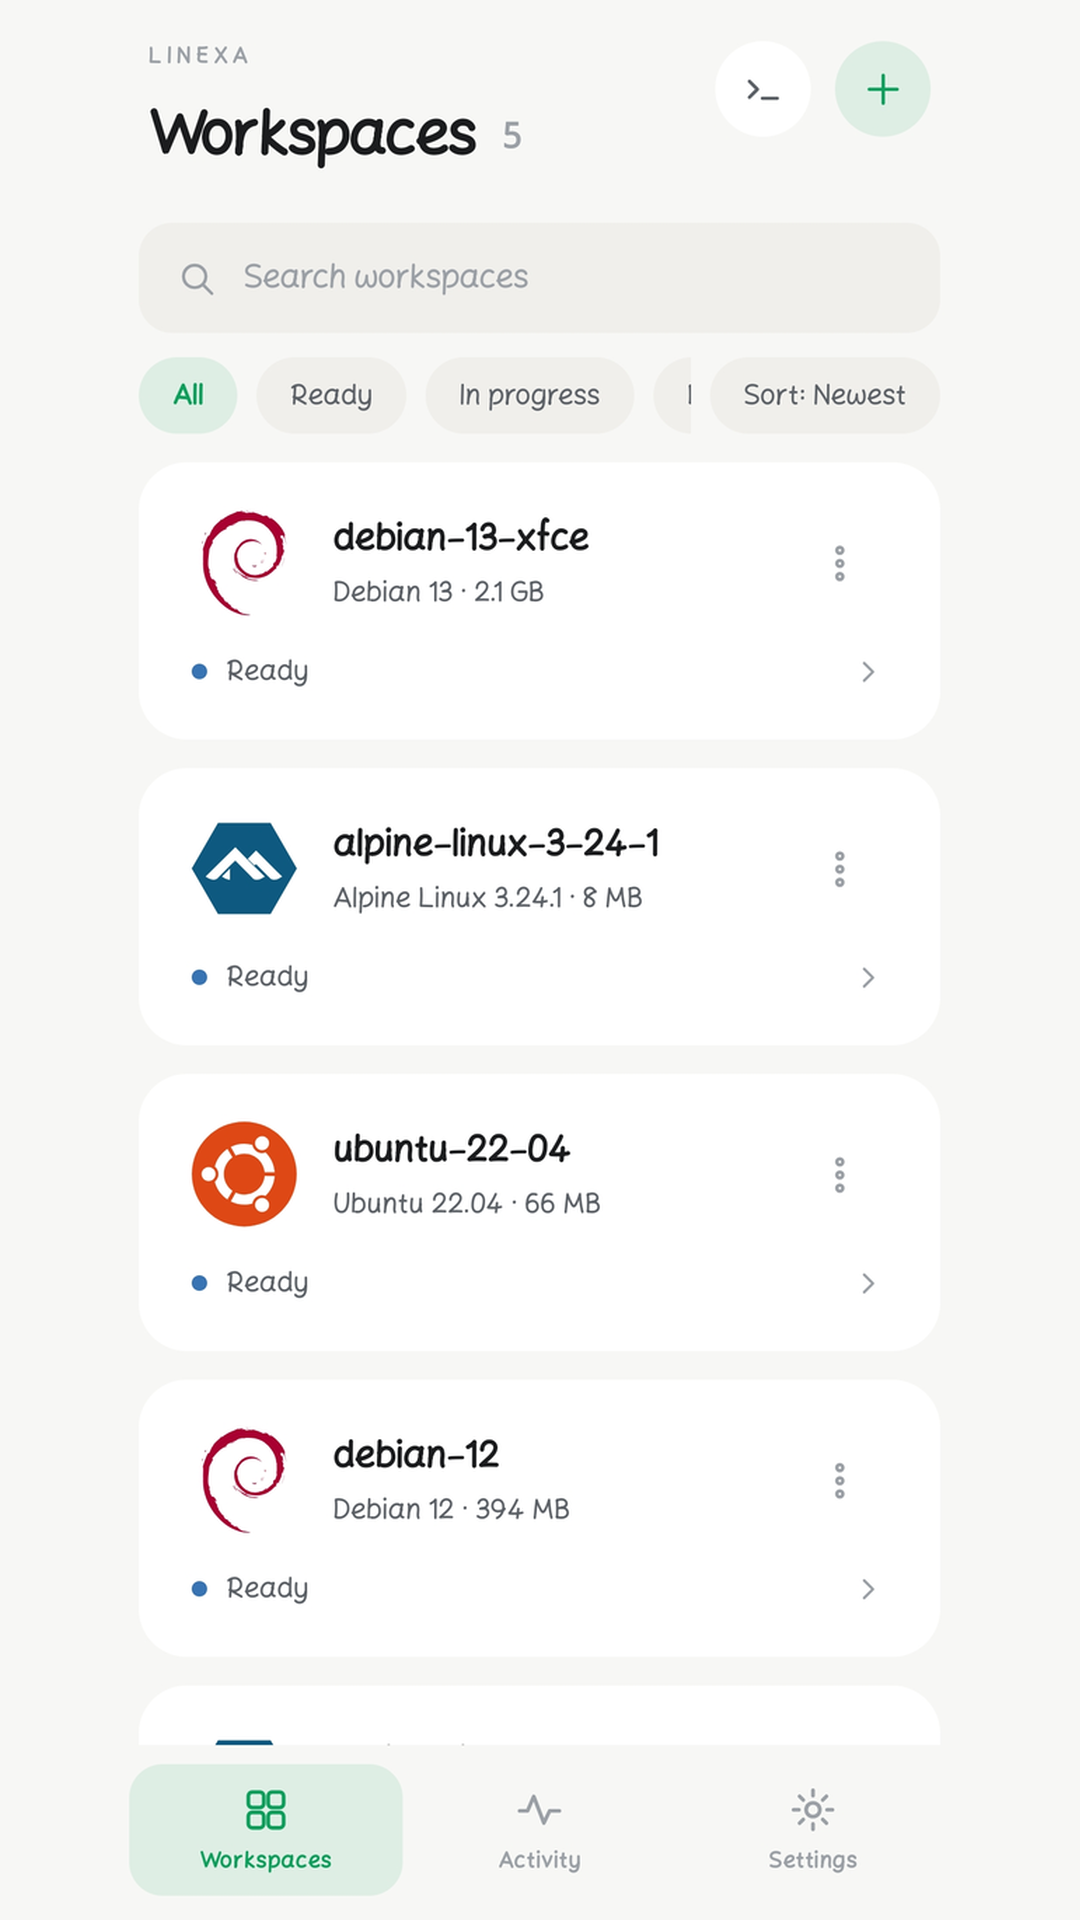 LINEXA
Workspaces 5
Search workspaces
All
Ready
In progress
Sort: Newest
debian-13-xfce
Debian 13 · 2.1 GB
Ready
alpine-linux-3-24-1
Alpine Linux 3.24.1 · 8 MB
Ready
ubuntu-22-04
Ubuntu 22.04 · 66 MB
Ready
debian-12
Debian 12 · 394 MB
Ready
Workspaces
Activity
Settings